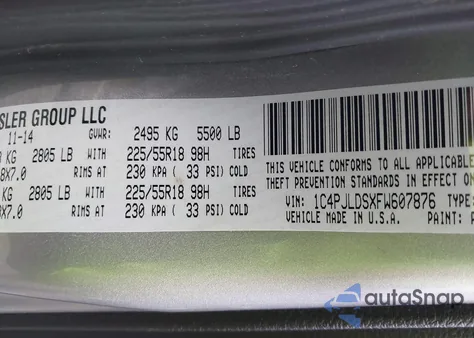 SLER GROUP LLC
11-14 GVWR: 2495 KG 5500 LB
KG 2805 LB WITH 225/55R18 98H TIRES
8X7.0 RIMS AT 230 KPA ( 33 PSI) COLD
KG 2805 LB WITH 225/55R18 98H TIRES
8X7.0 RIMS AT 230 KPA ( 33 PSI) COLD
THIS VEHICLE CONFORMS TO ALL APPLICABLE
THEFT PREVENTION STANDARDS IN EFFECT ON
VIN: 1C4PJLDSXFW607876 TYPE
VEHICLE MADE IN U.S.A. PAINT:
autoSnap